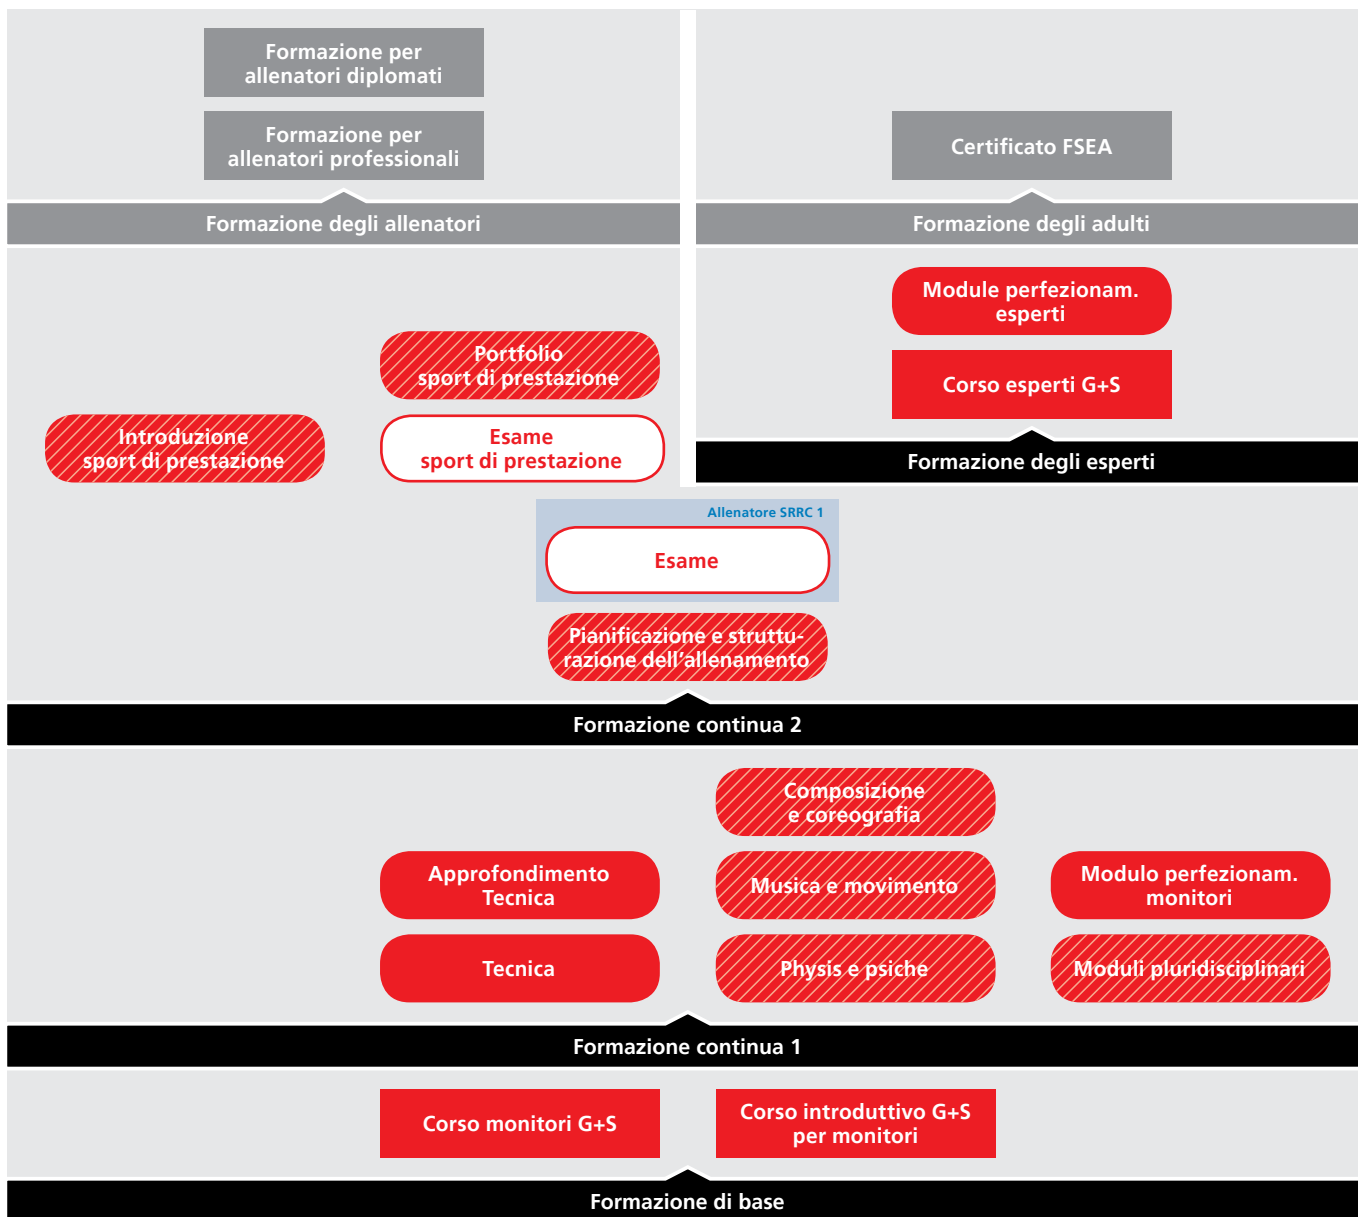 Formazione per
allenatori diplomati
Formazione per
allenatori professionali
Certificato FSEA
Formazione degli allenatori
Formazione degli adulti
Module perfezionam.
esperti
Portfolio
sport di prestazione
Corso esperti G+S
Introduzione
sport di prestazione
Esame
sport di prestazione
Formazione degli esperti
Allenatore SRRC 1
Esame
Pianificazione e struttu-
razione dell'allenamento
Formazione continua 2
Composizione
e coreografia
Approfondimento
Tecnica
Musica e movimento
Modulo perfezionam.
monitori
Tecnica
Physis e psiche
Moduli pluridisciplinari
Formazione continua 1
Corso monitori G+S
Corso introduttivo G+S
per monitori
Formazione di base